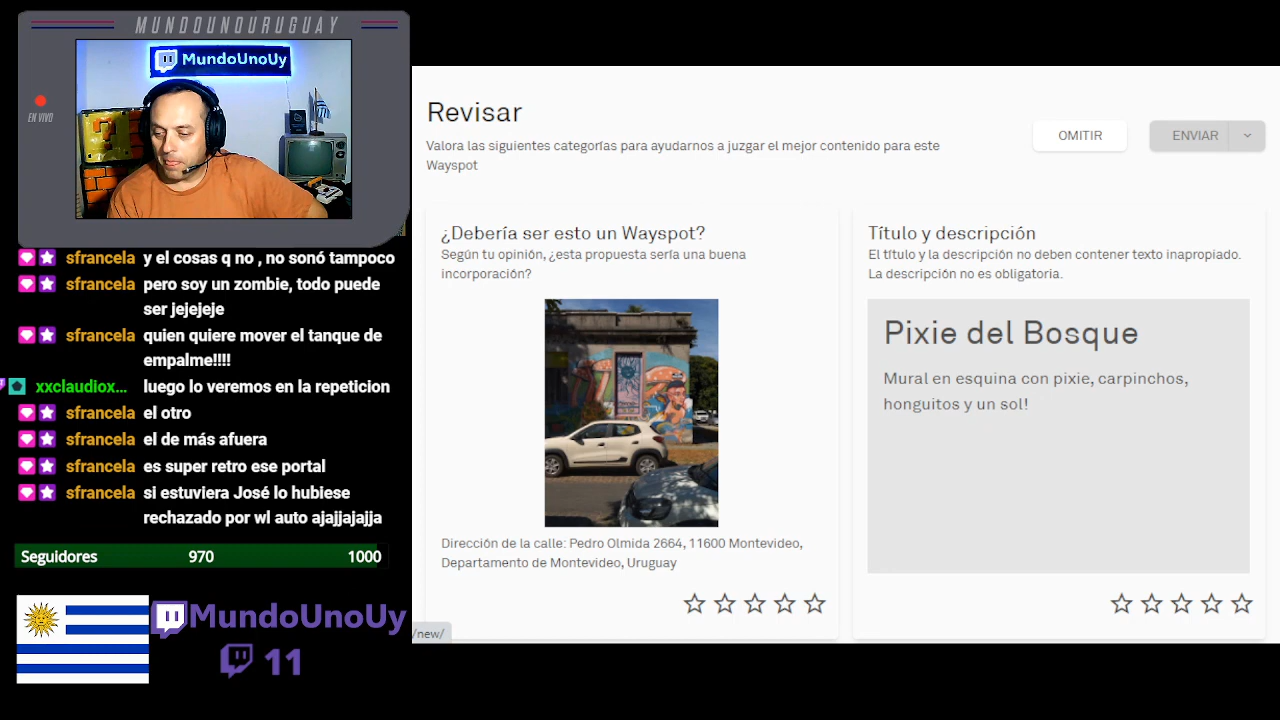 MUNDOUNOURUGUAY
MundoUnoUy
EN VIVO
sfrancela y el cosas q no , no sonó tampoco
sfrancela pero soy un zombie, todo puede
ser jejejeje
sfrancela quien quiere mover el tanque de
empalme!!!!
xxclaudiox... luego lo veremos en la repeticion
sfrancela el otro
sfrancela el de más afuera
sfrancela es super retro ese portal
sfrancela si estuviera José lo hubiese
rechazado por wl auto ajajjajajja
Seguidores 970 1000
MundoUnoUy
11
Revisar
Valora las siguientes categorías para ayudarnos a juzgar el mejor contenido para este
Wayspot
OMITIR
ENVIAR
¿Debería ser esto un Wayspot?
Según tu opinión, ¿esta propuesta sería una buena
incorporación?
Dirección de la calle: Pedro Olmida 2664, 11600 Montevideo,
Departamento de Montevideo, Uruguay
/new/
Título y descripción
El título y la descripción no deben contener texto inapropiado.
La descripción no es obligatoria.
Pixie del Bosque
Mural en esquina con pixie, carpinchos,
honguitos y un sol!